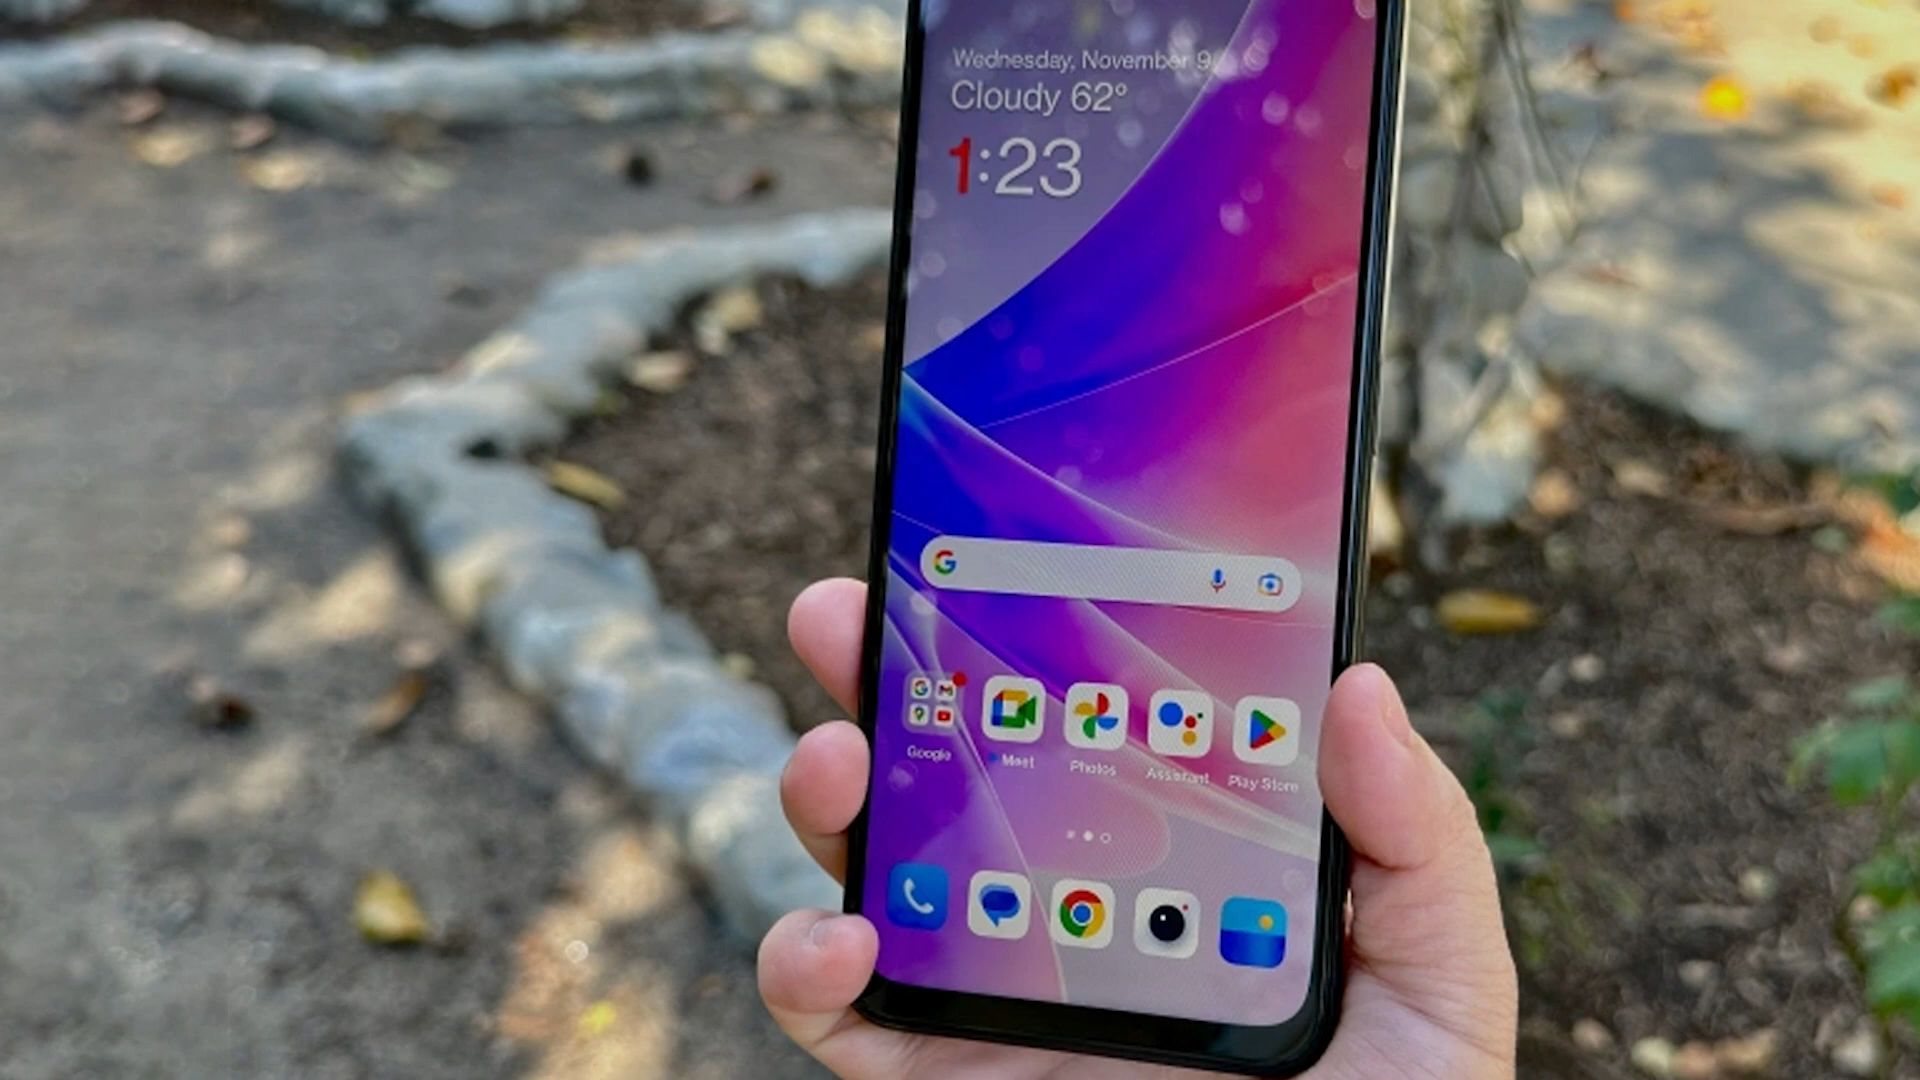 Wednesday, November 9
Cloudy 62°
1:23
Google
Meet
Photos
Assistant
Play Store